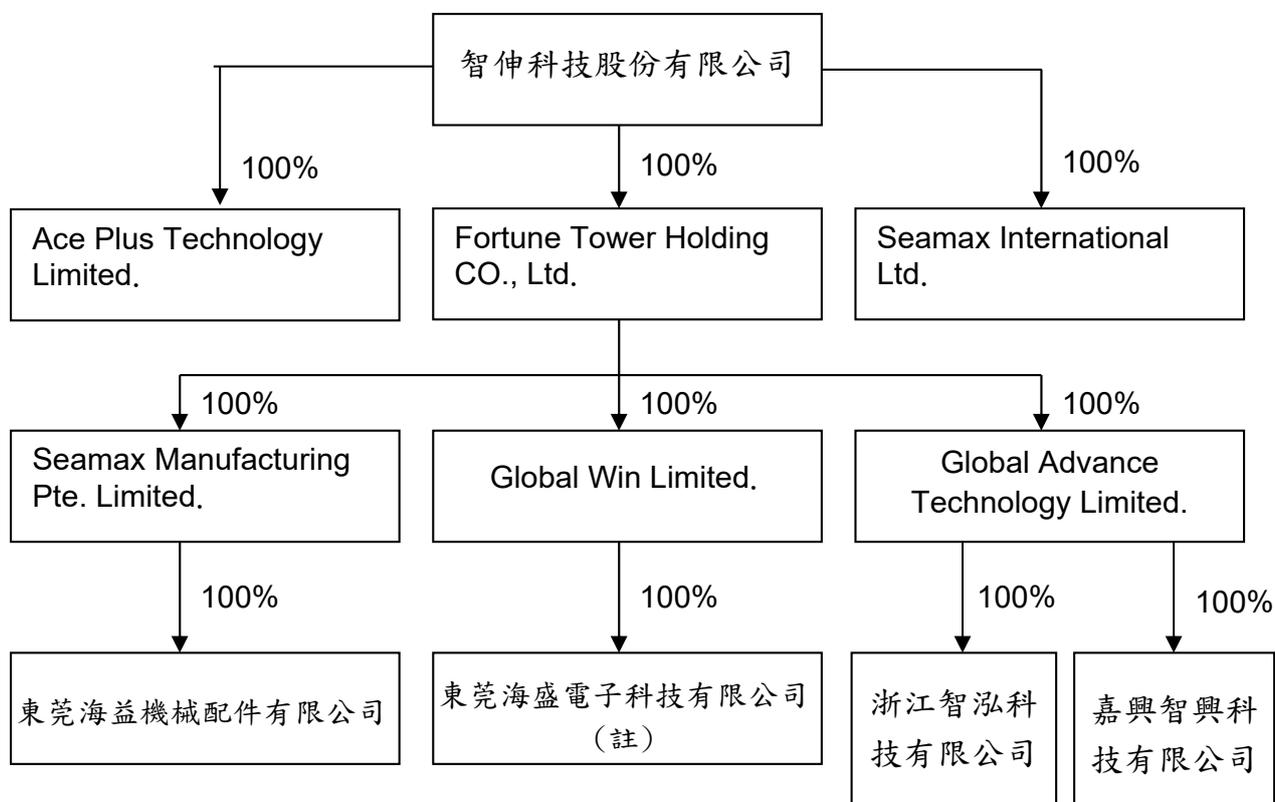 智伸科技股份有限公司
100%
100%
100%
Ace Plus Technology
Limited.
Fortune Tower Holding
CO., Ltd.
Seamax International
Ltd.
100%
100%
100%
Seamax Manufacturing
Pte. Limited.
Global Win Limited.
Global Advance
Technology Limited.
100%
100%
100%
100%
東莞海益機械配件有限公司
東莞海盛電子科技有限公司
(註)
浙江智泓科
技有限公司
嘉興智興科
技有限公司